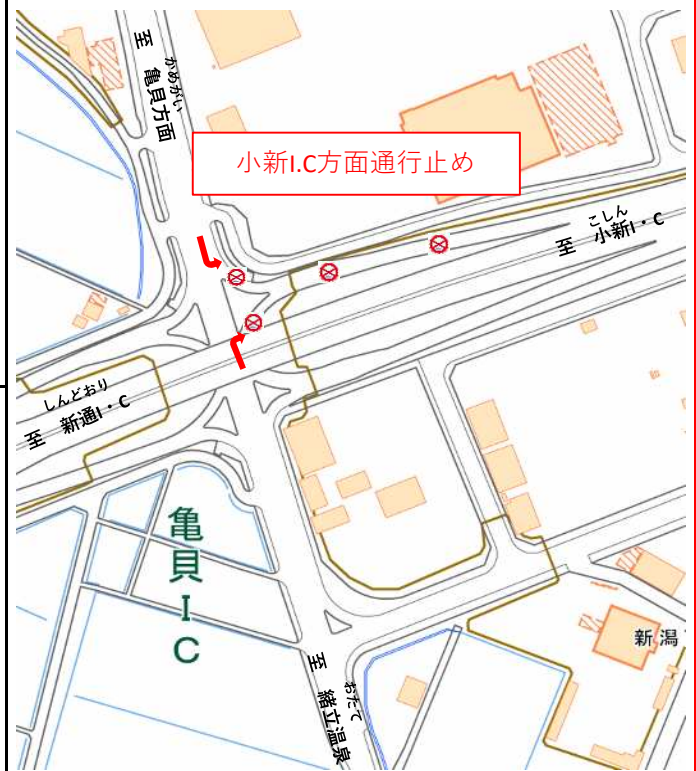 かめがい
至 亀貝方面
小新I.C方面通行止め
こしん
至 小新I・C
しんどおり
至 新通I・C
亀貝IC
新潟
おたて
至 緒立温泉